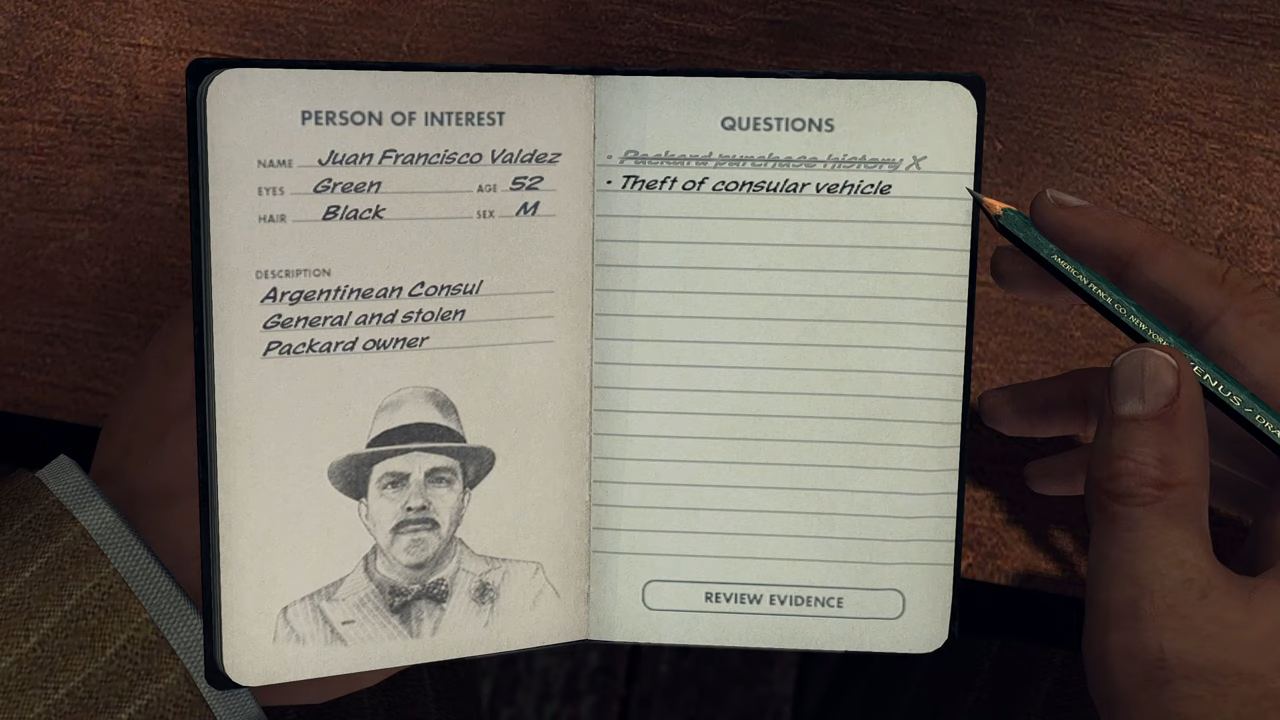 PERSON OF INTEREST
NAME Juan Francisco Valdez
EYES Green AGE 52
HAIR Black SEX M
DESCRIPTION
Argentinean Consul
General and stolen
Packard owner
QUESTIONS
• Packard purchase history X
• Theft of consular vehicle
REVIEW EVIDENCE
AMERICAN PENCIL CO. NEW YORK
VENUS / DRA